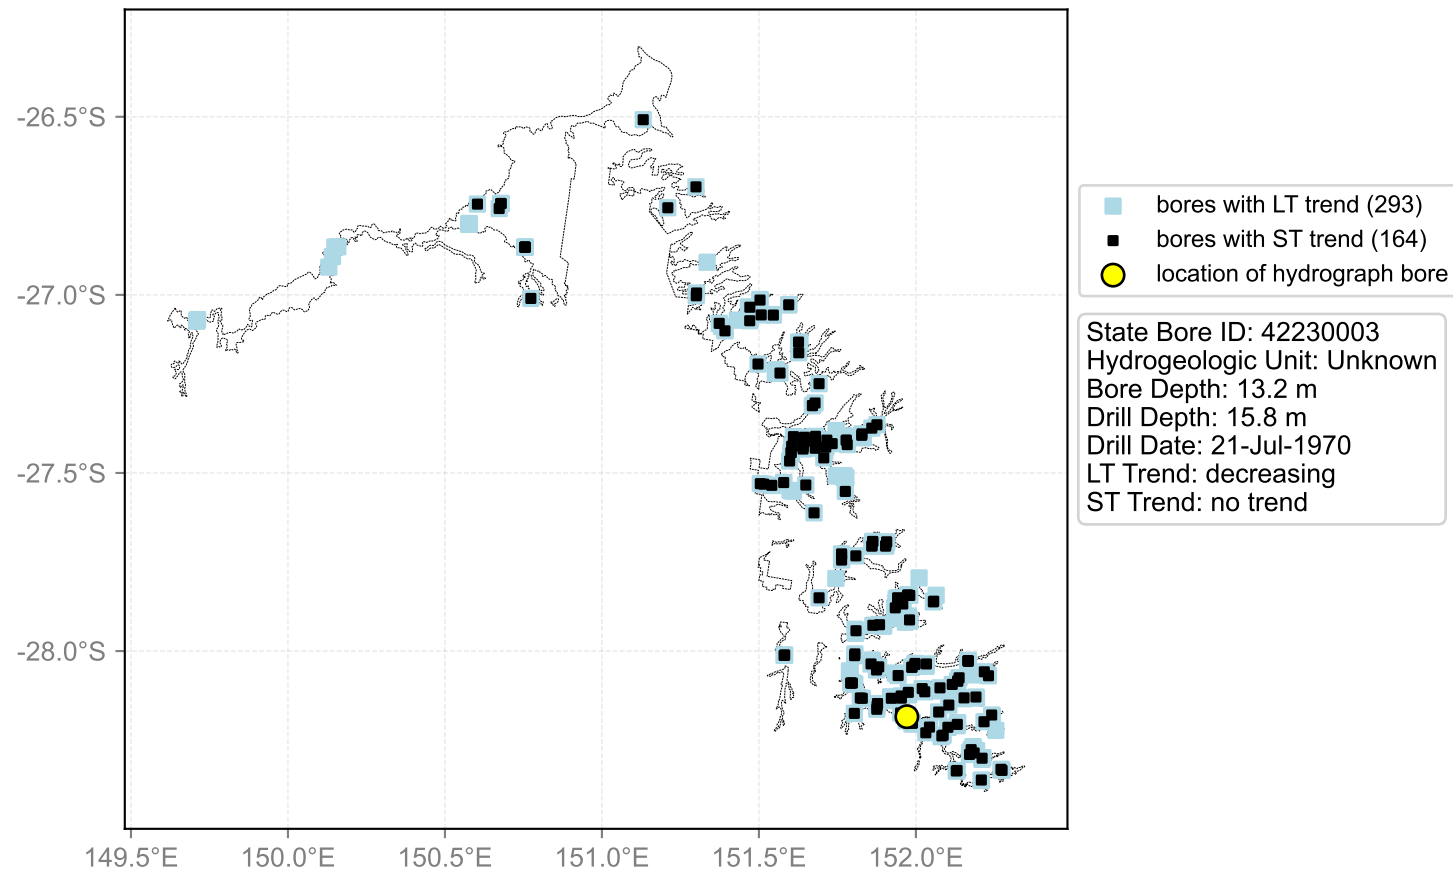 -26.5°S
-27.0°S
-27.5°S
-28.0°S
149.5°E
150.0°E
150.5°E
151.0°E
151.5°E
152.0°E
bores with LT trend (293)
bores with ST trend (164)
location of hydrograph bore
State Bore ID: 42230003
Hydrogeologic Unit: Unknown
Bore Depth: 13.2 m
Drill Depth: 15.8 m
Drill Date: 21-Jul-1970
LT Trend: decreasing
ST Trend: no trend